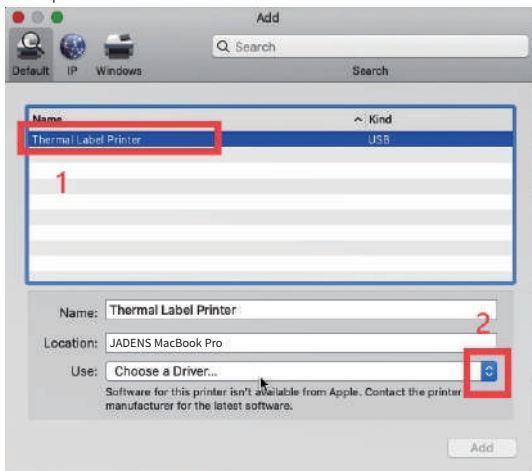 Add
Search
Default IP Windows Search
Name Kind
Thermal Label Printer USB
1
Name: Thermal Label Printer
2
Location: JADENS MacBook Pro
Use: Choose a Driver...
Software for this printer isn't available from Apple. Contact the printer
manufacturer for the latest software.
Add